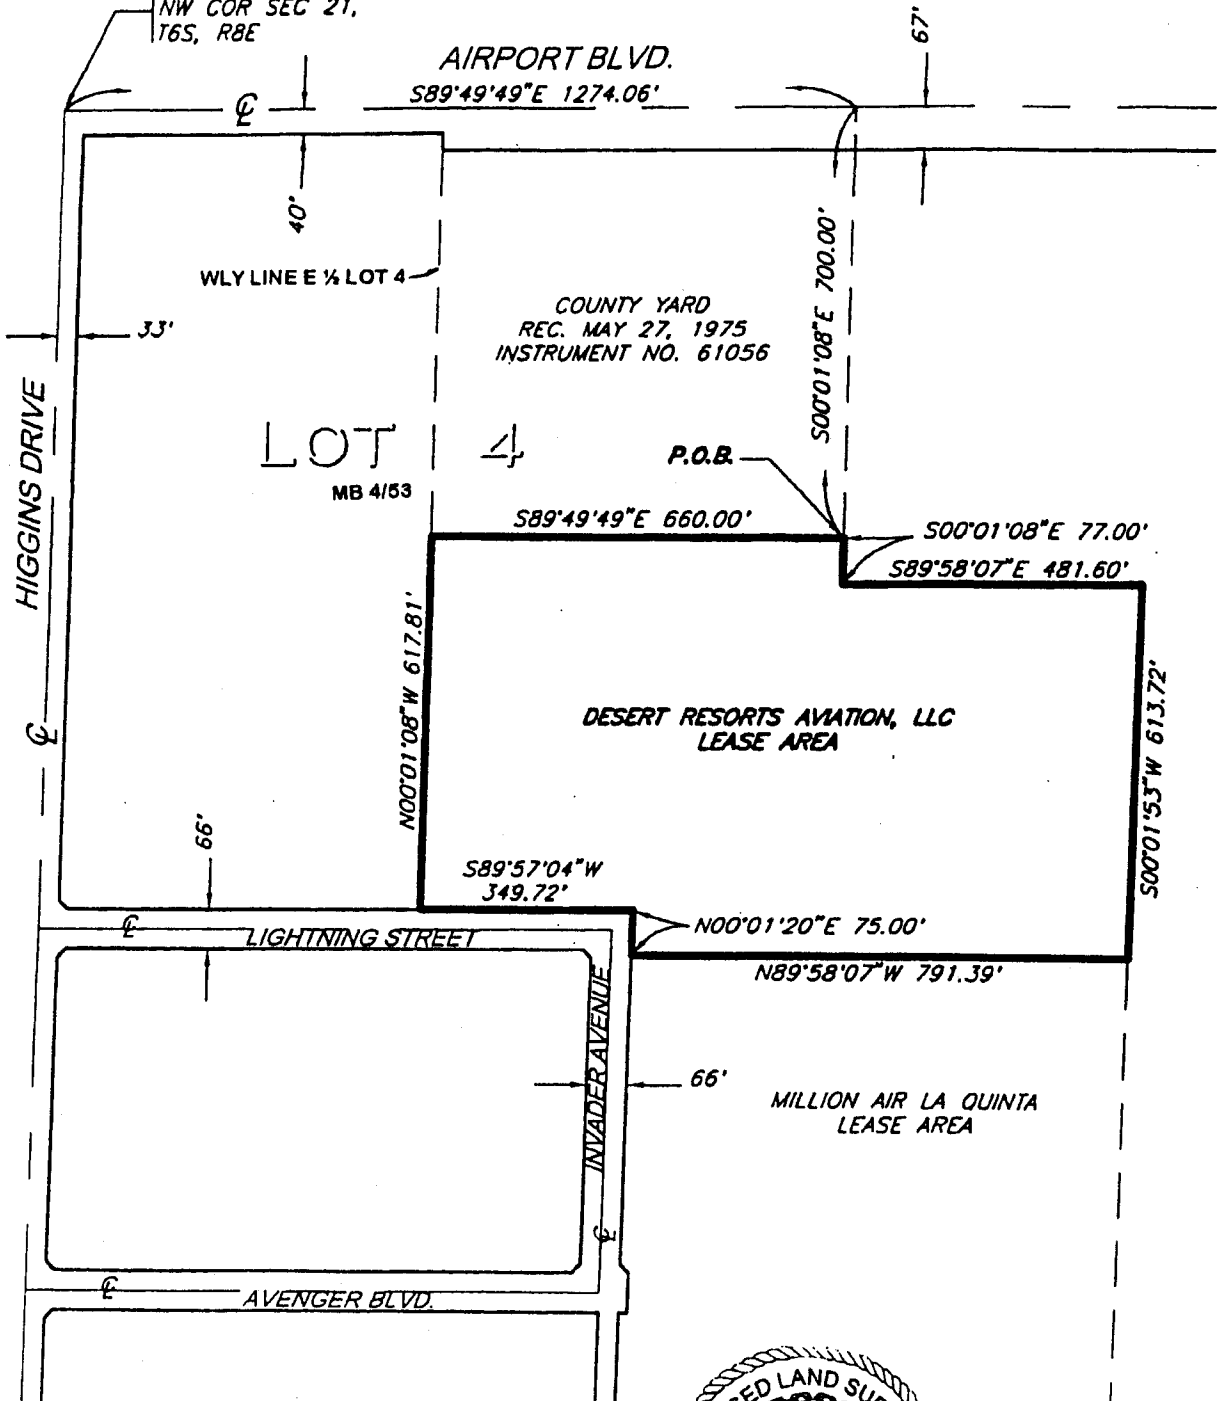 NW COR SEC 21,
T6S, R8E
67'
AIRPORT BLVD.
S89°49'49"E 1274.06'
℄
40'
WLY LINE E ½ LOT 4
33'
COUNTY YARD
REC. MAY 27, 1975
INSTRUMENT NO. 61056
S00°01'08"E 700.00'
HIGGINS DRIVE
LOT 4
MB 4/53
P.O.B.
S89°49'49"E 660.00'
S00°01'08"E 77.00'
S89°58'07"E 481.60'
N00°01'08"W 617.81'
DESERT RESORTS AVIATION, LLC
LEASE AREA
S00°01'53"W 613.72'
℄
66'
S89°57'04"W
349.72'
N00°01'20"E 75.00'
℄
LIGHTNING STREET
N89°58'07"W 791.39'
INVADER AVENUE
66'
MILLION AIR LA QUINTA
LEASE AREA
℄
℄
AVENGER BLVD.
SED LAND SU